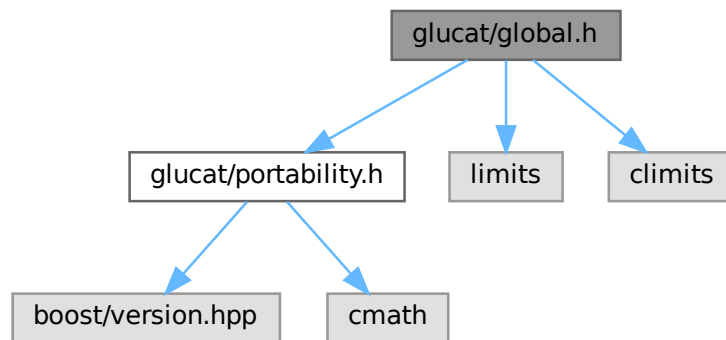 glucat/global.h
glucat/portability.h
limits
climits
boost/version.hpp
cmath